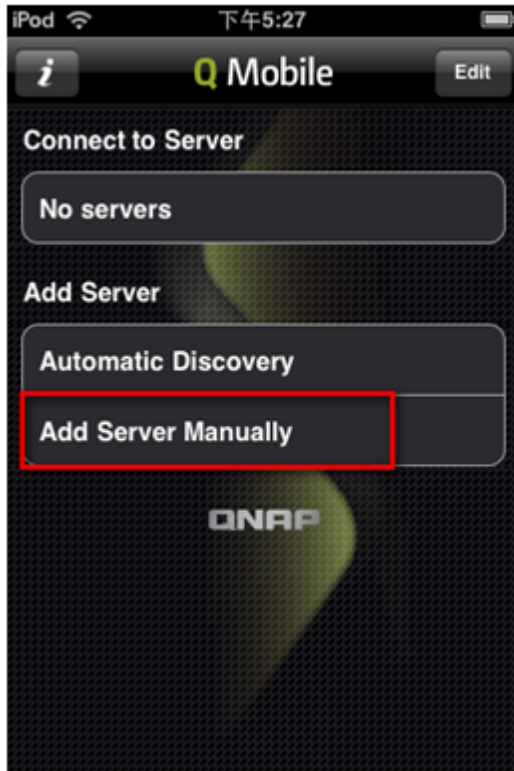 iPod 下午5:27
i Q Mobile Edit
Connect to Server
No servers
Add Server
Automatic Discovery
Add Server Manually
QNAP